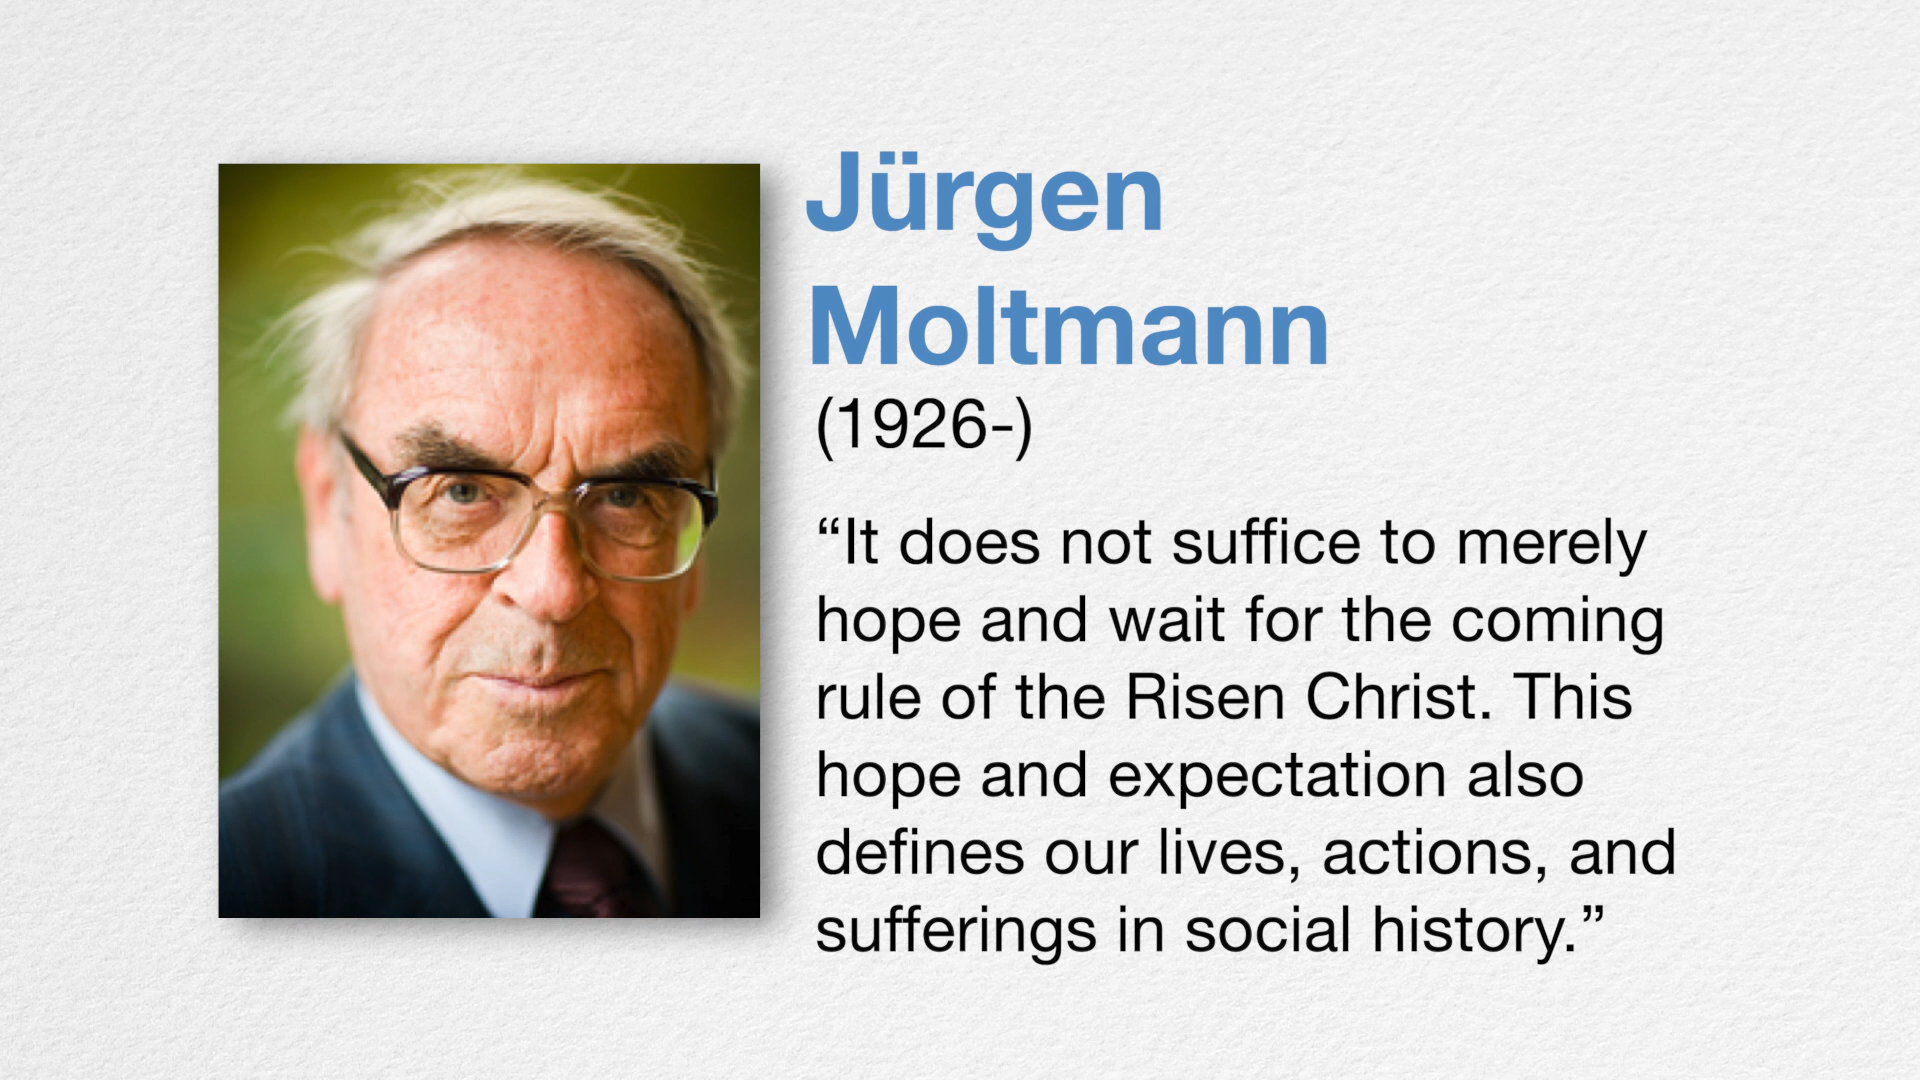 Jürgen
Moltmann
(1926-)
“It does not suffice to merely
hope and wait for the coming
rule of the Risen Christ. This
hope and expectation also
defines our lives, actions, and
sufferings in social history.”